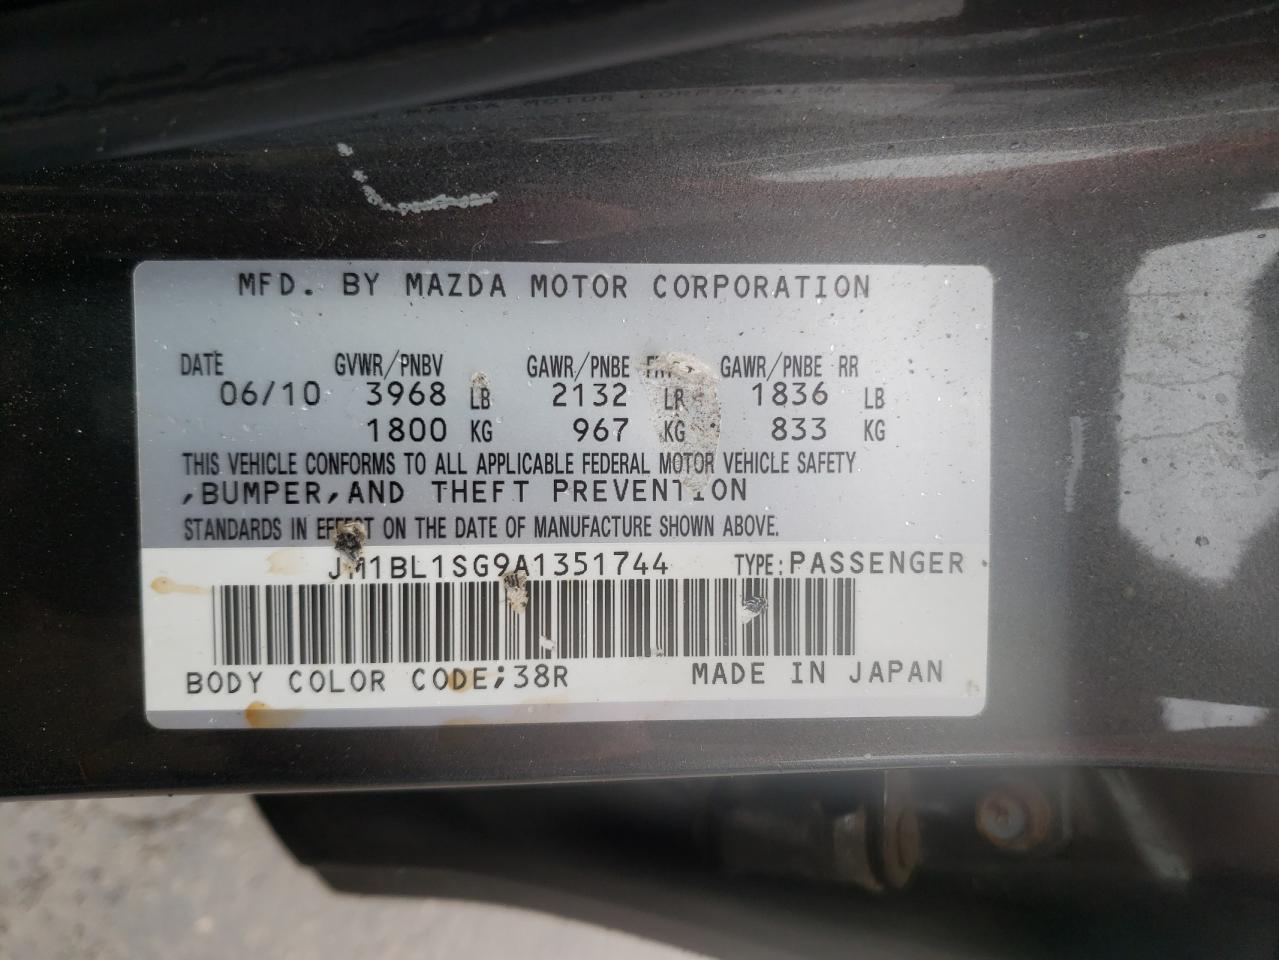 MFD. BY MAZDA MOTOR CORPORATION
DATE GVWR/PNBV GAWR/PNBE FRT GAWR/PNBE RR
06/10 3968 LB 2132 LB 1836 LB
1800 KG 967 KG 833 KG
THIS VEHICLE CONFORMS TO ALL APPLICABLE FEDERAL MOTOR VEHICLE SAFETY
,BUMPER,AND THEFT PREVENTION
STANDARDS IN EFFECT ON THE DATE OF MANUFACTURE SHOWN ABOVE.
JM1BL1SG9A1351744 TYPE:PASSENGER
BODY COLOR CODE;38R MADE IN JAPAN